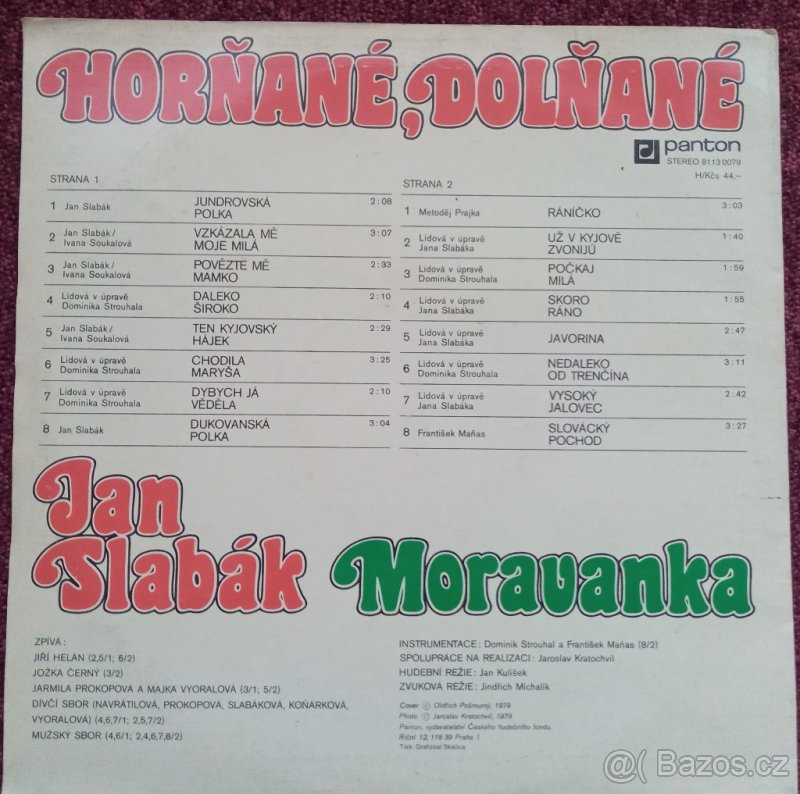 HORŇANÉ, DOLŇANÉ
panton
STEREO 8113 0079
H/Kčs 44,–
STRANA 1
1 Jan Slabák JUNDROVSKÁ POLKA 2:08
2 Jan Slabák/ Ivana Soukalová VZKÁZALA MĚ MOJE MILÁ 3:07
3 Jan Slabák/ Ivana Soukalová POVĚZTE MĚ MAMKO 2:33
4 Lidová v úpravě Dominika Strouhala DALEKO ŠIROKO 2:10
5 Jan Slabák/ Ivana Soukalová TEN KYJOVSKÝ HÁJEK 2:29
6 Lidová v úpravě Dominika Strouhala CHODILA MARYŠA 3:25
7 Lidová v úpravě Dominika Strouhala DYBYCH JÁ VĚDĚLA 2:10
8 Jan Slabák DUKOVANSKÁ POLKA 3:04
STRANA 2
1 Metoděj Prajka RÁNÍČKO 3:03
2 Lidová v úpravě Jana Slabáka UŽ V KYJOVĚ ZVONIJÚ 1:40
3 Lidová v úpravě Dominika Strouhala POČKAJ MILÁ 1:59
4 Lidová v úpravě Jana Slabáka SKORO RÁNO 1:55
5 Lidová v úpravě Jana Slabáka JAVORINA 2:47
6 Lidová v úpravě Dominika Strouhala NEDALEKO OD TRENČÍNA 3:11
7 Lidová v úpravě Jana Slabáka VYSOKÝ JALOVEC 2:42
8 František Maňas SLOVÁCKÝ POCHOD 3:27
Jan
Slabák Moravanka
ZPÍVÁ:
JIŘÍ HELÁN (2,5/1; 6/2)
JOŽKA ČERNÝ (3/2)
JARMILA PROKOPOVÁ A MAJKA VYORALOVÁ (3/1; 5/2)
DÍVČÍ SBOR (NAVRÁTILOVÁ, PROKOPOVÁ, SLABÁKOVÁ, KOŇARKOVÁ,
VYORALOVÁ) (4,6,7/1; 2,5,7/2)
MUŽSKÝ SBOR (4,6/1; 2,4,6,7,8/2)
INSTRUMENTACE: Dominik Strouhal a František Maňas (8/2)
SPOLUPRÁCE NA REALIZACI: Jaroslav Kratochvíl
HUDEBNÍ REŽIE: Jan Kulíšek
ZVUKOVÁ REŽIE: Jindřich Michalík
Cover © Oldřich Pošmurný, 1979
Photo © Jaroslav Kratochvíl, 1979
Panton, vydavatelství Českého hudebního fondu,
Říční 12, 118 39 Praha 1
Tisk: Grafobal Skalica
@( Bazoš.cz